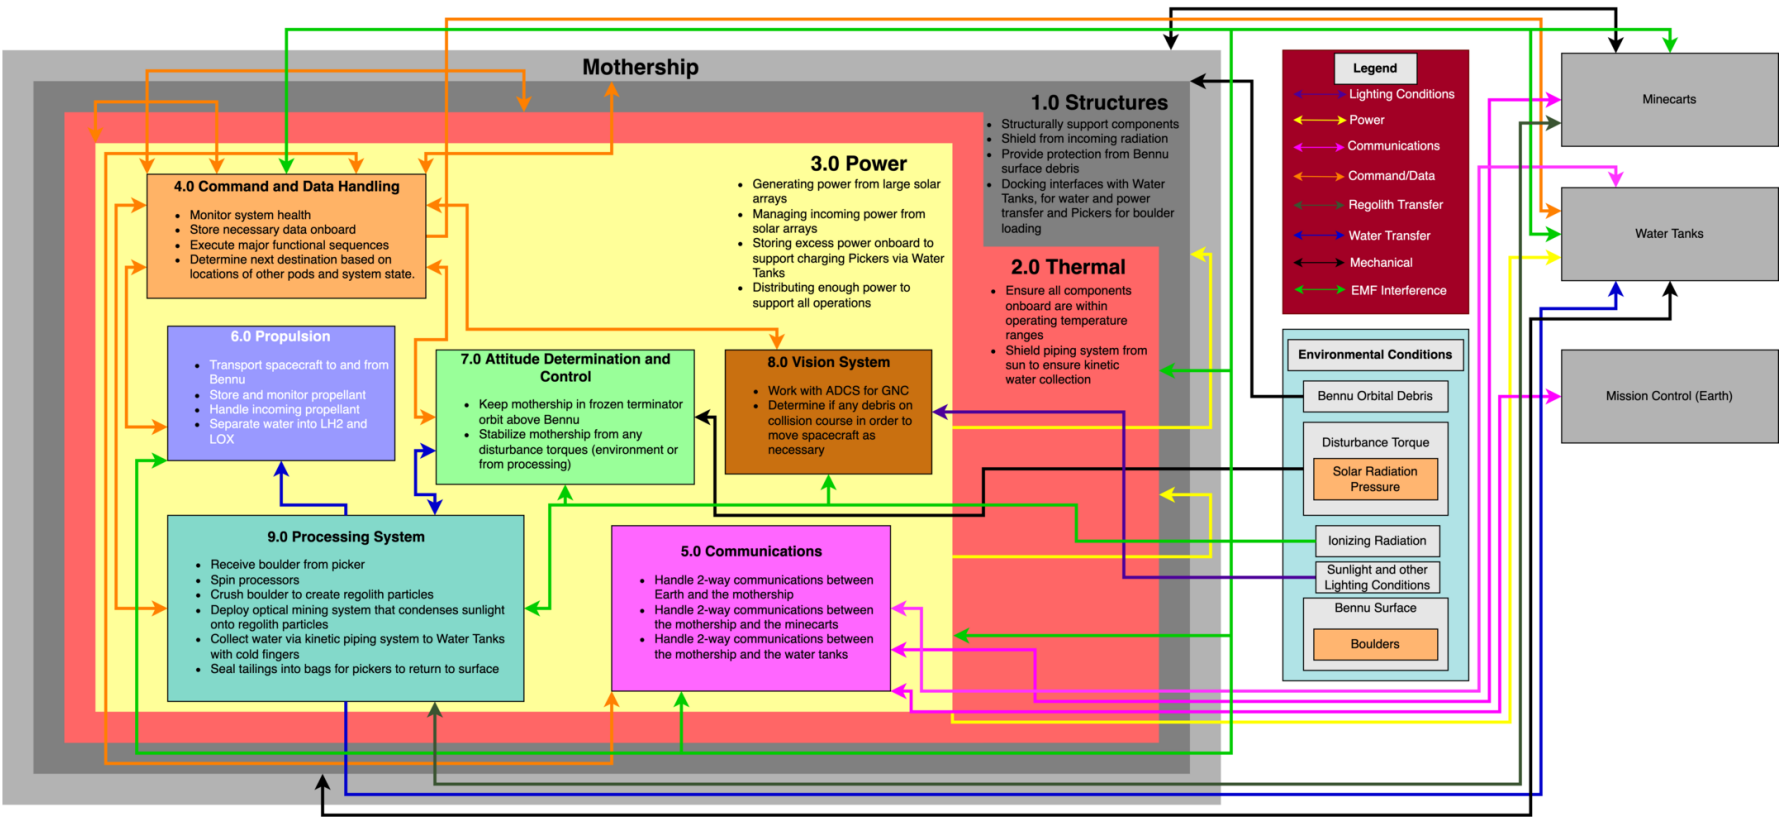 Mothership
1.0 Structures
• Structurally support components
• Shield from incoming radiation
• Provide protection from Bennu
surface debris
• Docking interfaces with Water
Tanks, for water and power
transfer and Pickers for boulder
loading
2.0 Thermal
• Ensure all components
onboard are within
operating temperature
ranges
• Shield piping system from
sun to ensure kinetic
water collection
3.0 Power
• Generating power from large solar
arrays
• Managing incoming power from
solar arrays
• Storing excess power onboard to
support charging Pickers via Water
Tanks
• Distributing enough power to
support all operations
4.0 Command and Data Handling
• Monitor system health
• Store necessary data onboard
• Execute major functional sequences
• Determine next destination based on
locations of other pods and system state.
6.0 Propulsion
• Transport spacecraft to and from
Bennu
• Store and monitor propellant
• Handle incoming propellant
• Separate water into LH2 and
LOX
7.0 Attitude Determination and
Control
• Keep mothership in frozen terminator
orbit above Bennu
• Stabilize mothership from any
disturbance torques (environment or
from processing)
8.0 Vision System
• Work with ADCS for GNC
• Determine if any debris on
collision course in order to
move spacecraft as
necessary
9.0 Processing System
• Receive boulder from picker
• Spin processors
• Crush boulder to create regolith particles
• Deploy optical mining system that condenses sunlight
onto regolith particles
• Collect water via kinetic piping system to Water Tanks
with cold fingers
• Seal tailings into bags for pickers to return to surface
5.0 Communications
• Handle 2-way communications between
Earth and the mothership
• Handle 2-way communications between
the mothership and the minecarts
• Handle 2-way communications between
the mothership and the water tanks
Legend
Lighting Conditions
Power
Communications
Command/Data
Regolith Transfer
Water Transfer
Mechanical
EMF Interference
Environmental Conditions
Bennu Orbital Debris
Disturbance Torque
Solar Radiation
Pressure
Ionizing Radiation
Sunlight and other
Lighting Conditions
Bennu Surface
Boulders
Minecarts
Water Tanks
Mission Control (Earth)